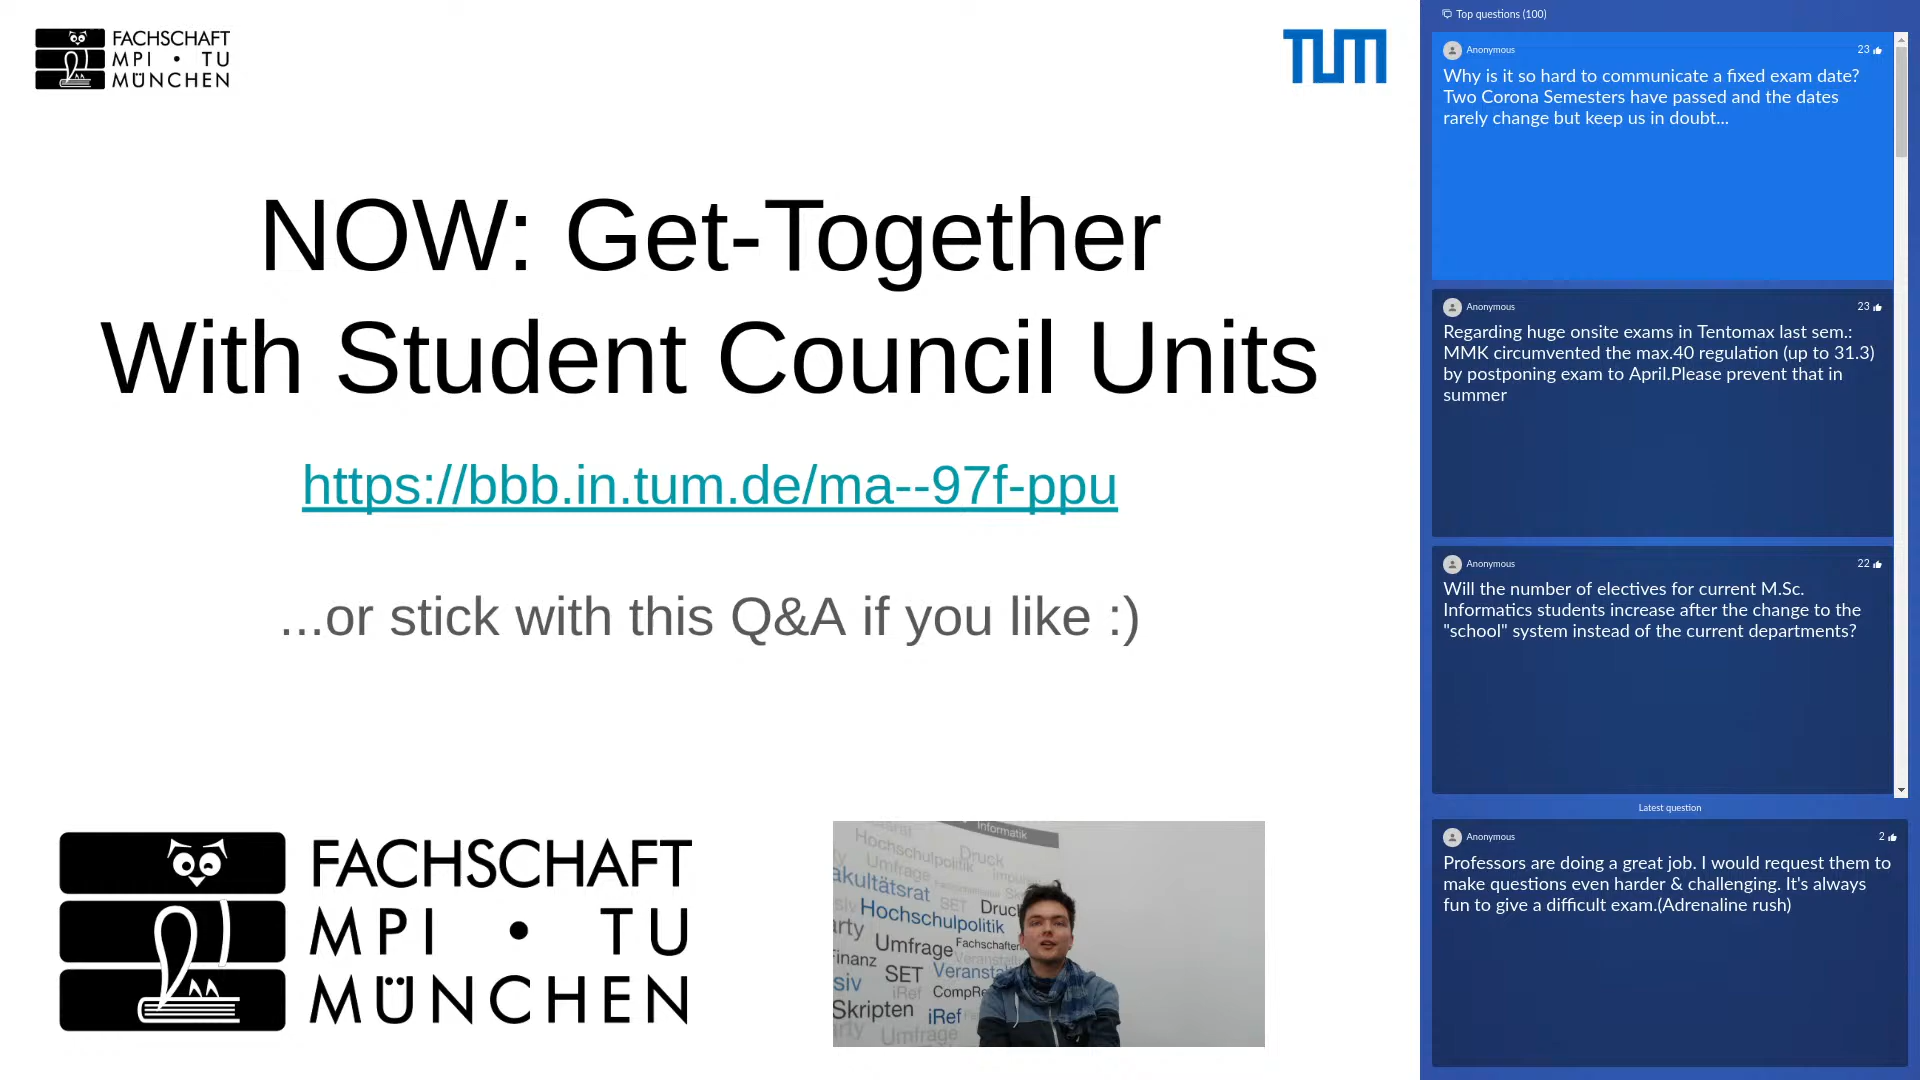 FACHSCHAFT
MPI • TU
MÜNCHEN
TUM
NOW: Get-Together
With Student Council Units
https://bbb.in.tum.de/ma--97f-ppu
...or stick with this Q&A if you like :)
FACHSCHAFT
MPI • TU
MÜNCHEN
Informatik
Hochschulpolitik
Druck
Umfrage
akultätsrat
SET
Druck
Hochschulpolitik
arty
Umfrage
Fachschaften
inanz
SET
Veransta
siv
iRef
CompRe
Skripten
iRef
arty
Umfrage
Top questions (100)
Anonymous
23
Why is it so hard to communicate a fixed exam date?
Two Corona Semesters have passed and the dates
rarely change but keep us in doubt...
Anonymous
23
Regarding huge onsite exams in Tentomax last sem.:
MMK circumvented the max.40 regulation (up to 31.3)
by postponing exam to April.Please prevent that in
summer
Anonymous
22
Will the number of electives for current M.Sc.
Informatics students increase after the change to the
"school" system instead of the current departments?
Latest question
Anonymous
2
Professors are doing a great job. I would request them to
make questions even harder & challenging. It's always
fun to give a difficult exam.(Adrenaline rush)